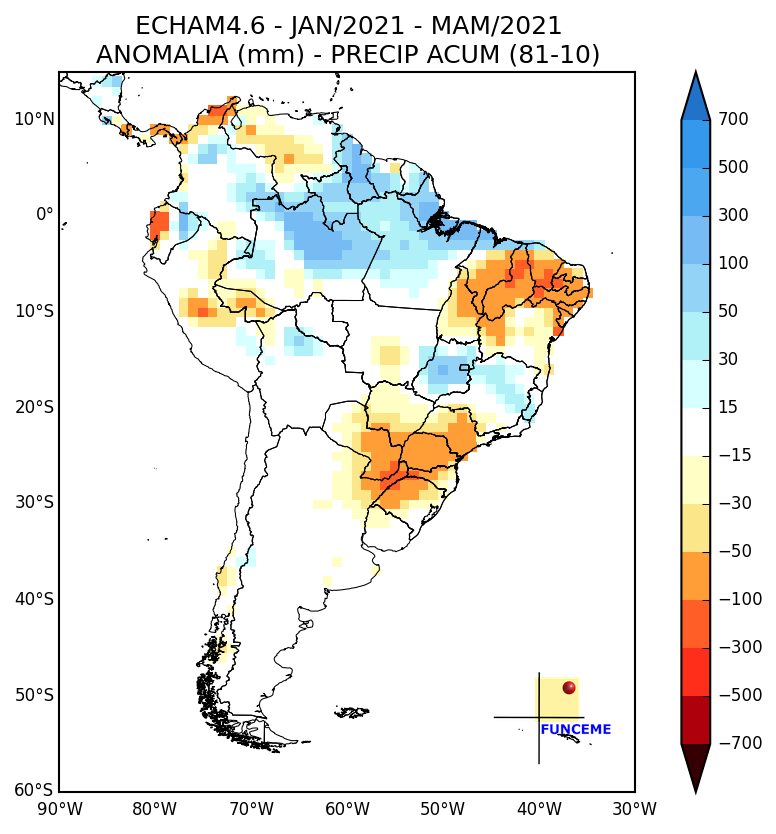 ECHAM4.6 - JAN/2021 - MAM/2021
ANOMALIA (mm) - PRECIP ACUM (81-10)
10°N
0°
10°S
20°S
30°S
40°S
50°S
60°S
90°W 80°W 70°W 60°W 50°W 40°W 30°W
700
500
300
100
50
30
15
−15
−30
−50
−100
−300
−500
−700
FUNCEME